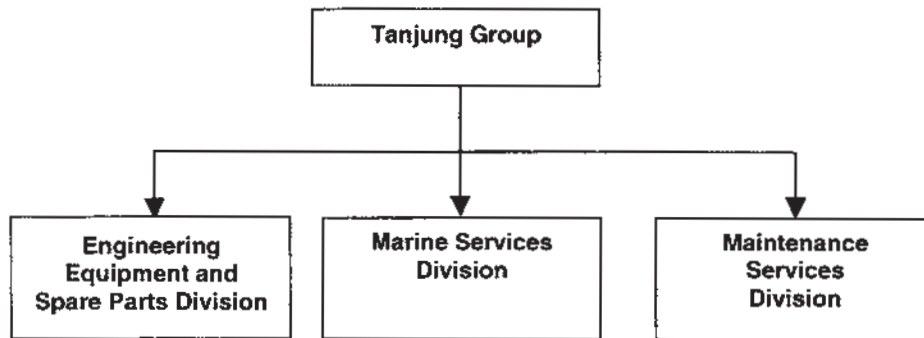 Tanjung Group
Engineering
Equipment and
Spare Parts Division
Marine Services
Division
Maintenance
Services
Division